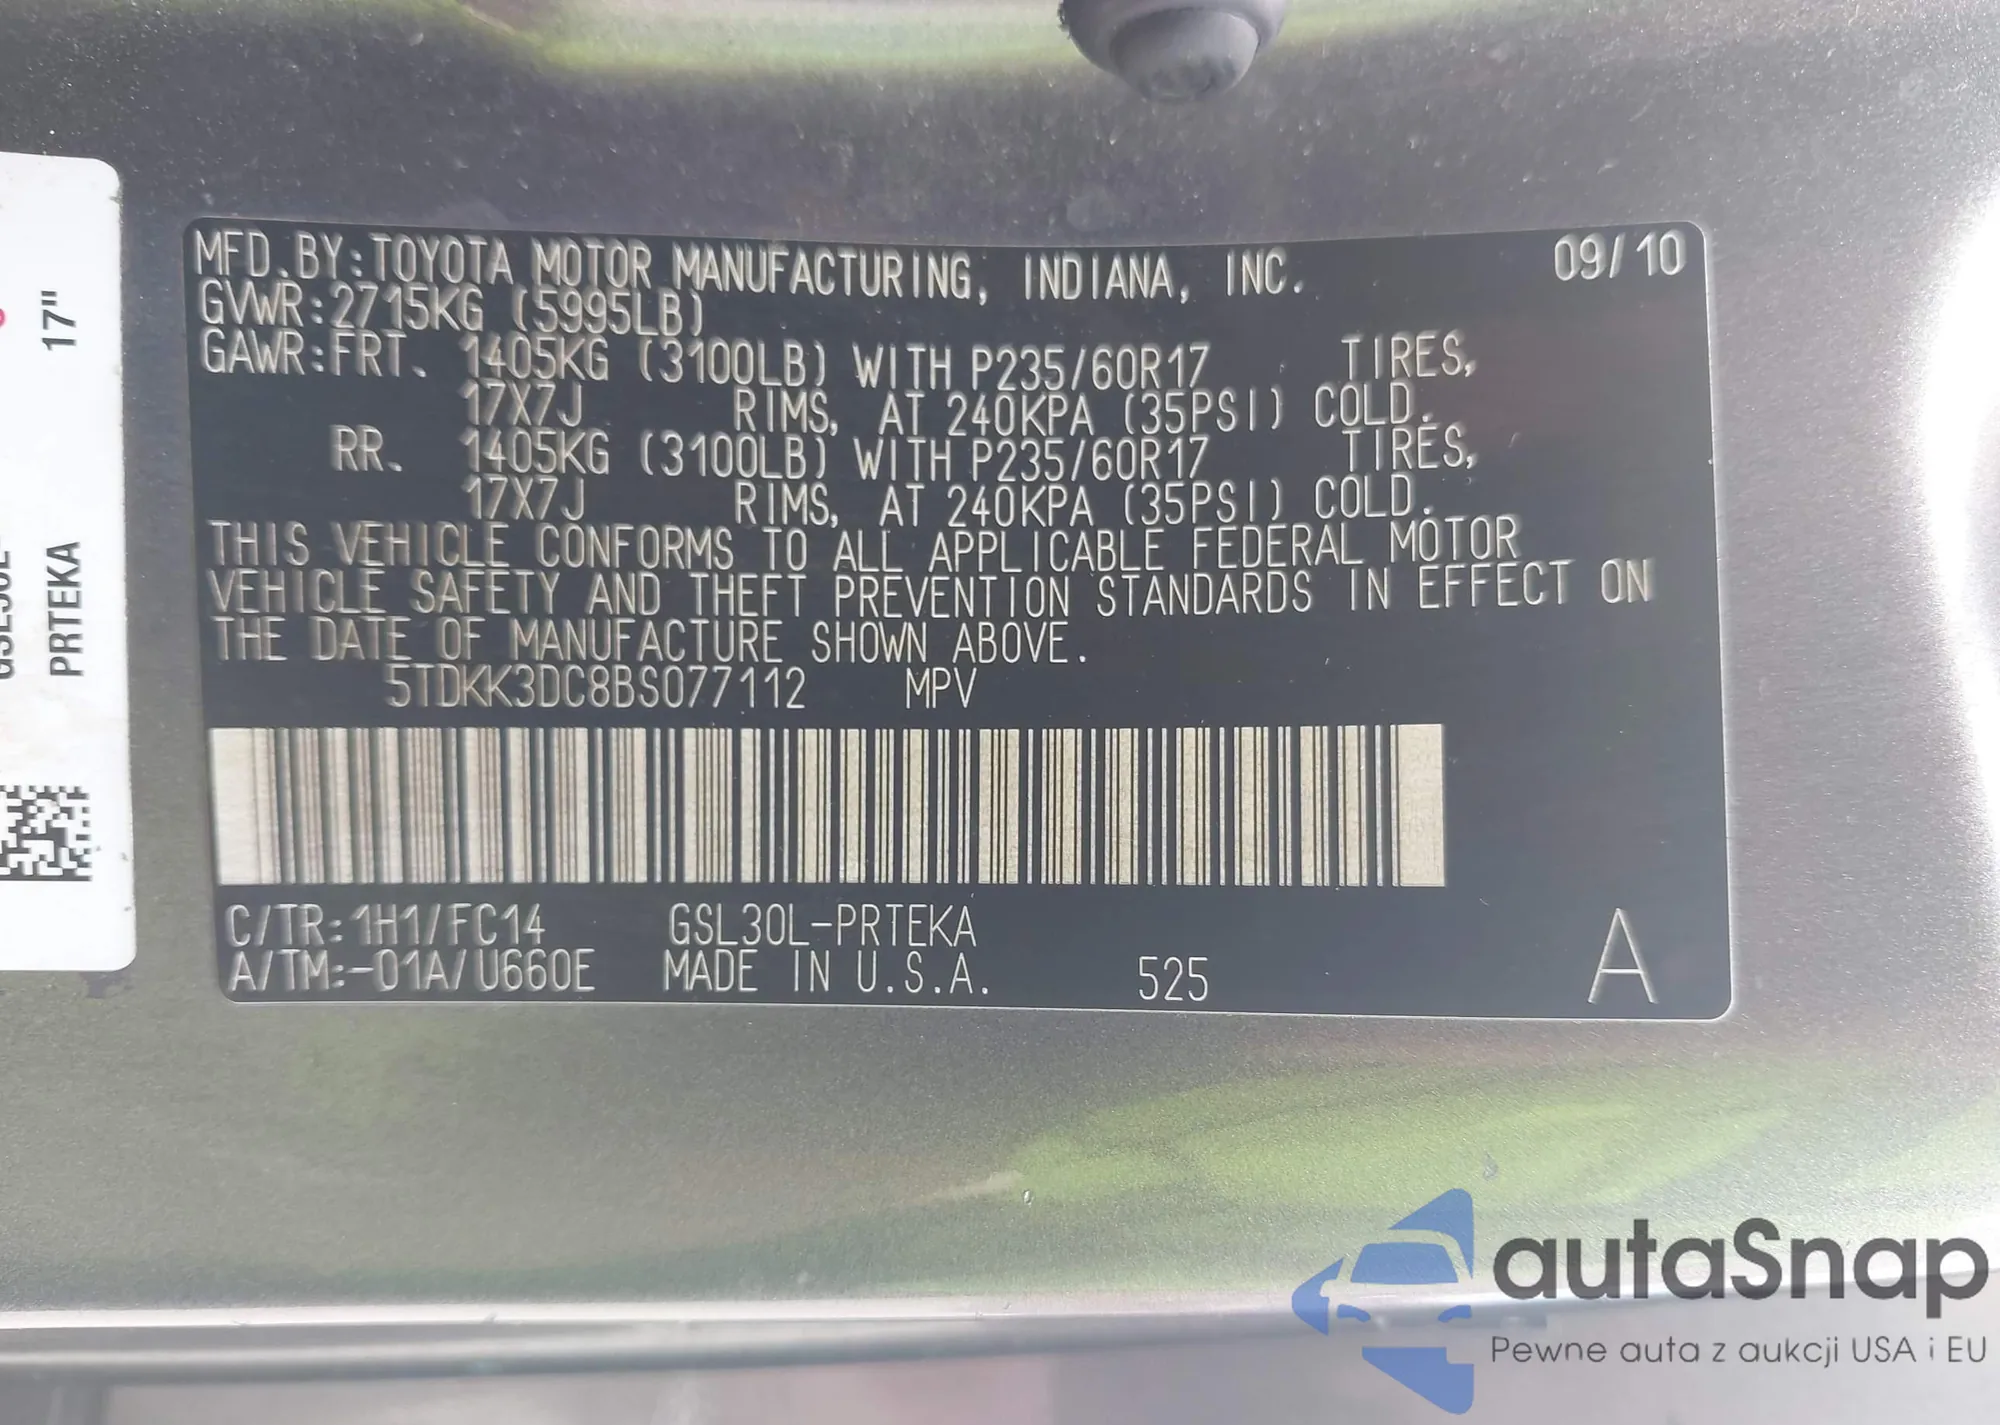 MFD.BY:TOYOTA MOTOR MANUFACTURING, INDIANA, INC. 09/10
GVWR:2715KG (5995LB)
GAWR:FRT. 1405KG (3100LB) WITH P235/60R17 TIRES,
17X7J RIMS, AT 240KPA (35PSI) COLD.
RR. 1405KG (3100LB) WITH P235/60R17 TIRES,
17X7J RIMS, AT 240KPA (35PSI) COLD.
THIS VEHICLE CONFORMS TO ALL APPLICABLE FEDERAL MOTOR
VEHICLE SAFETY AND THEFT PREVENTION STANDARDS IN EFFECT ON
THE DATE OF MANUFACTURE SHOWN ABOVE.
5TDKK3DC8BS077112 MPV
C/TR:1H1/FC14 GSL30L-PRTEKA
A/TM:-01A/U660E MADE IN U.S.A. 525 A
17"
PRTEKA
autaSnap
Pewne auta z aukcji USA i EU